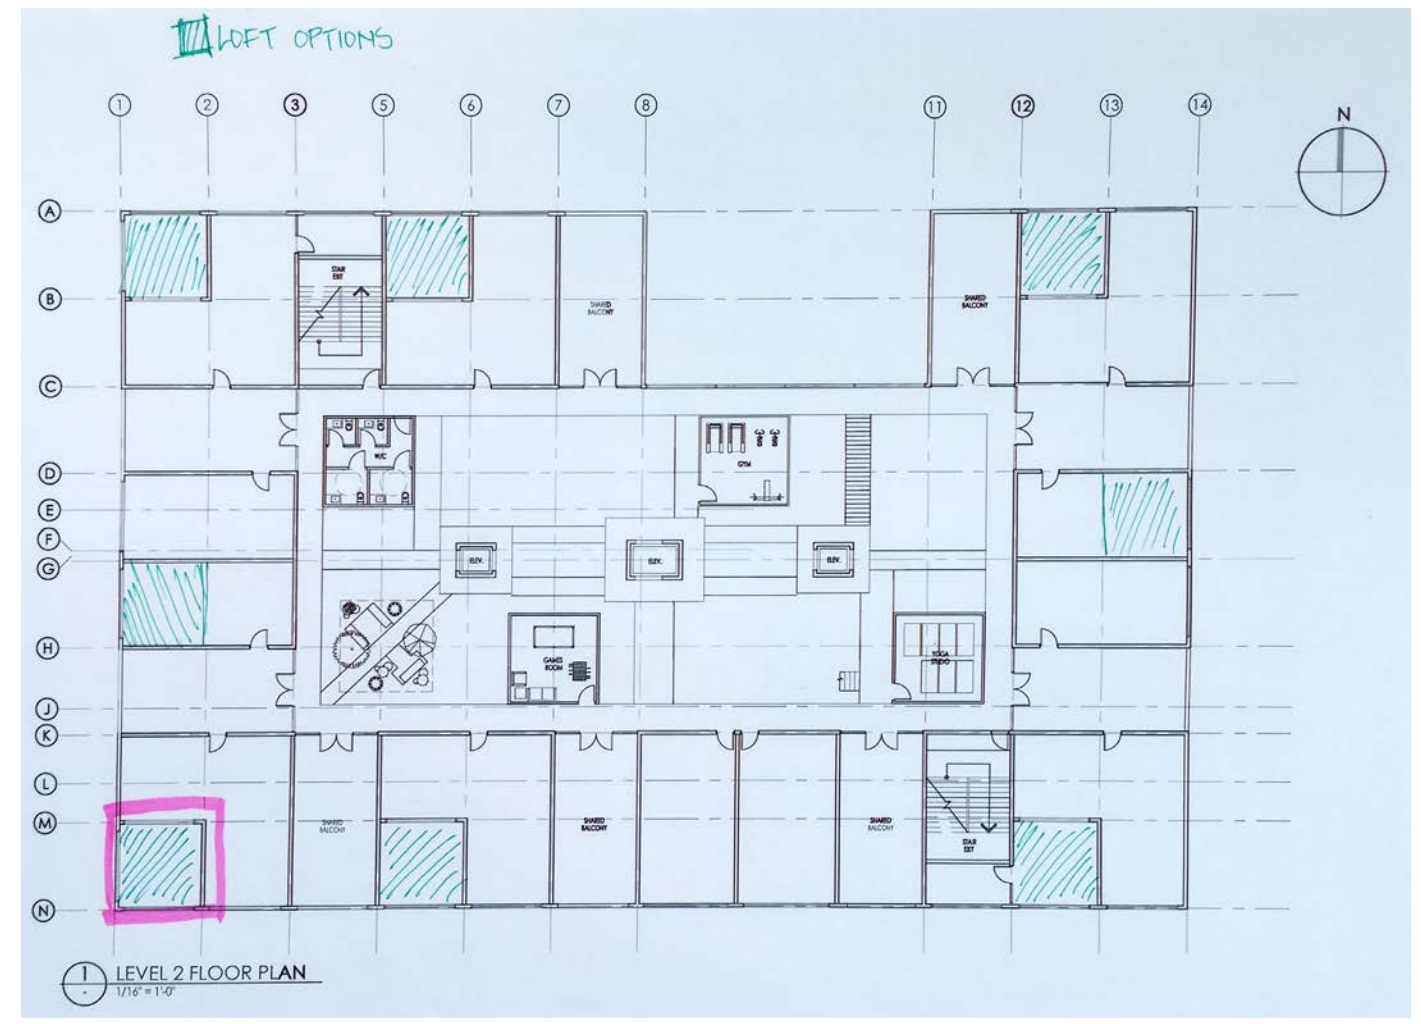 LOFT OPTIONS
1 2 3 5 6 7 8 11 12 13 14
N
A
B
C
D
E
F
G
H
J
K
L
M
N
STAIR
EXIT
SHARED
BALCONY
SHARED
BALCONY
W/C
GYM
ELEV.
ELEV.
ELEV.
GAMES
ROOM
YOGA
STUDIO
SHARED
BALCONY
SHARED
BALCONY
SHARED
BALCONY
STAIR
EXIT
1 LEVEL 2 FLOOR PLAN
- 1/16" = 1'-0"